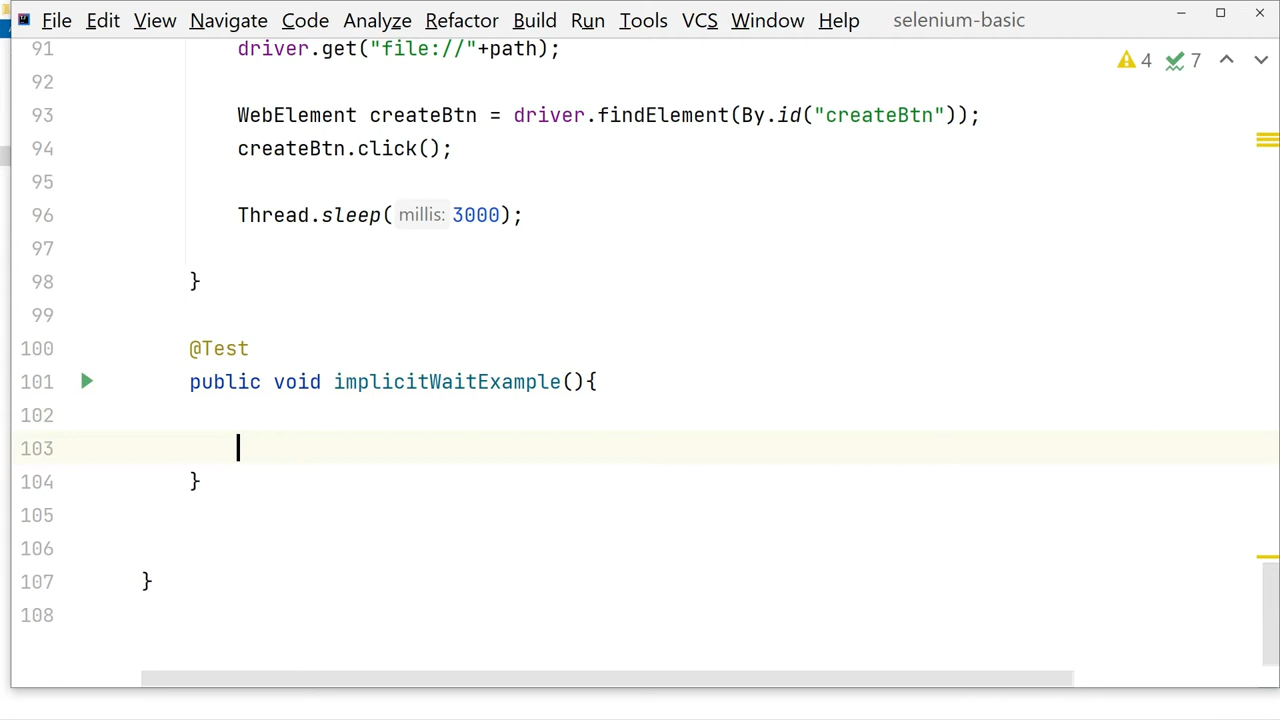 File Edit View Navigate Code Analyze Refactor Build Run Tools VCS Window Help selenium-basic
91 driver.get("file://"+path);
4 7
92
93 WebElement createBtn = driver.findElement(By.id("createBtn"));
94 createBtn.click();
95
96 Thread.sleep( millis: 3000);
97
98 }
99
100 @Test
101 public void implicitWaitExample(){
102
103
104 }
105
106
107 }
108